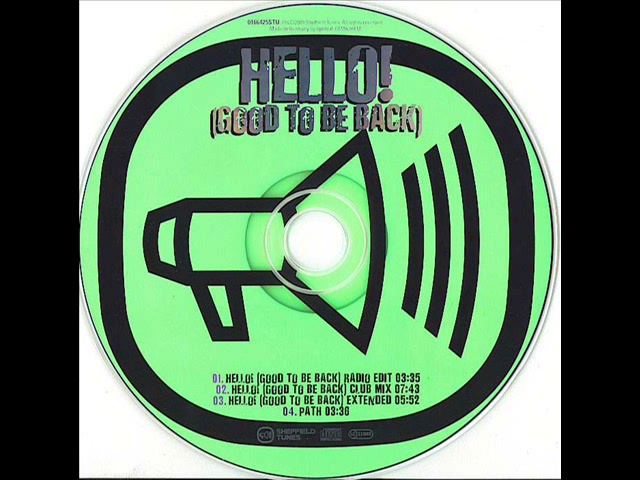 0166425STU
HELLO!
(GOOD TO BE BACK)
01. HELLO! (GOOD TO BE BACK) RADIO EDIT 03:35
02. HELLO! (GOOD TO BE BACK) CLUB MIX 07:43
03. HELLO! (GOOD TO BE BACK) EXTENDED 05:52
04. PATH 03:36
SHEFFIELD
TUNES